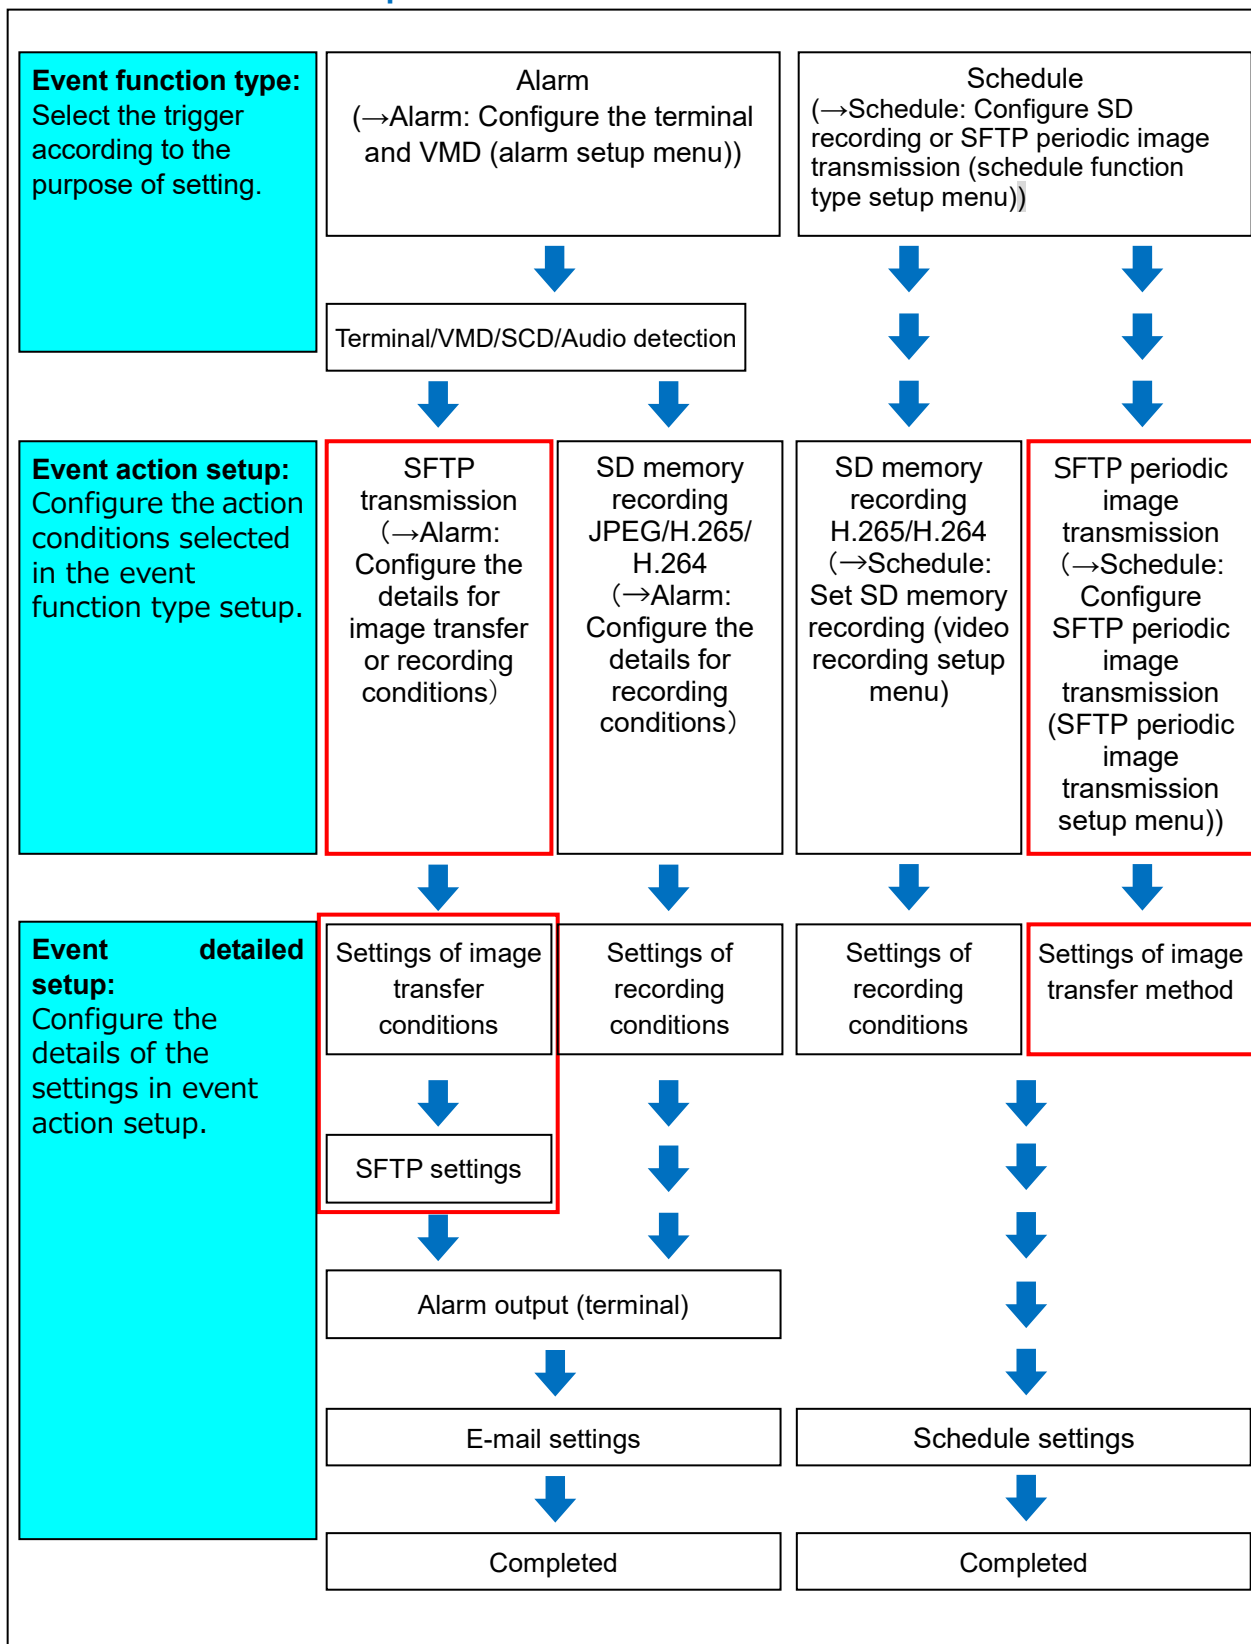 Event function type:
Select the trigger
according to the
purpose of setting.
Alarm
(→Alarm: Configure the terminal
and VMD (alarm setup menu))
Schedule
(→Schedule: Configure SD
recording or SFTP periodic image
transmission (schedule function
type setup menu))
Terminal/VMD/SCD/Audio detection
Event action setup:
Configure the action
conditions selected
in the event
function type setup.
SFTP
transmission
（→Alarm:
Configure the
details for
image transfer
or recording
conditions）
SD memory
recording
JPEG/H.265/
H.264
（→Alarm:
Configure the
details for
recording
conditions）
SD memory
recording
H.265/H.264
（→Schedule:
Set SD memory
recording (video
recording setup
menu)
SFTP periodic
image
transmission
（→Schedule:
Configure
SFTP periodic
image
transmission
(SFTP periodic
image
transmission
setup menu))
Event detailed
setup:
Configure the
details of the
settings in event
action setup.
Settings of image
transfer
conditions
Settings of
recording
conditions
Settings of
recording
conditions
Settings of image
transfer method
SFTP settings
Alarm output (terminal)
E-mail settings
Schedule settings
Completed
Completed